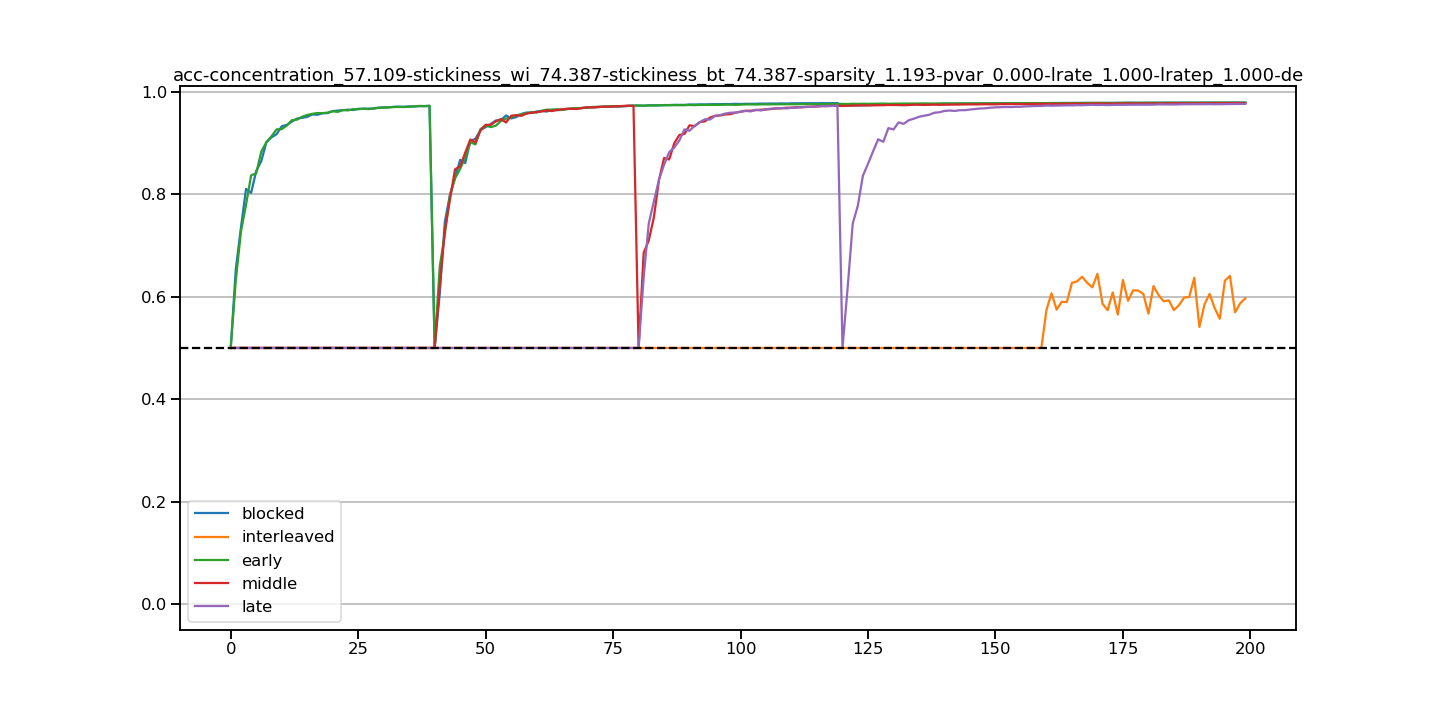 acc-concentration_57.109-stickiness_wi_74.387-stickiness_bt_74.387-sparsity_1.193-pvar_0.000-lrate_1.000-lratep_1.000-de
1.0
0.8
0.6
0.4
0.2
0.0
blocked
interleaved
early
middle
late
0 25 50 75 100 125 150 175 200